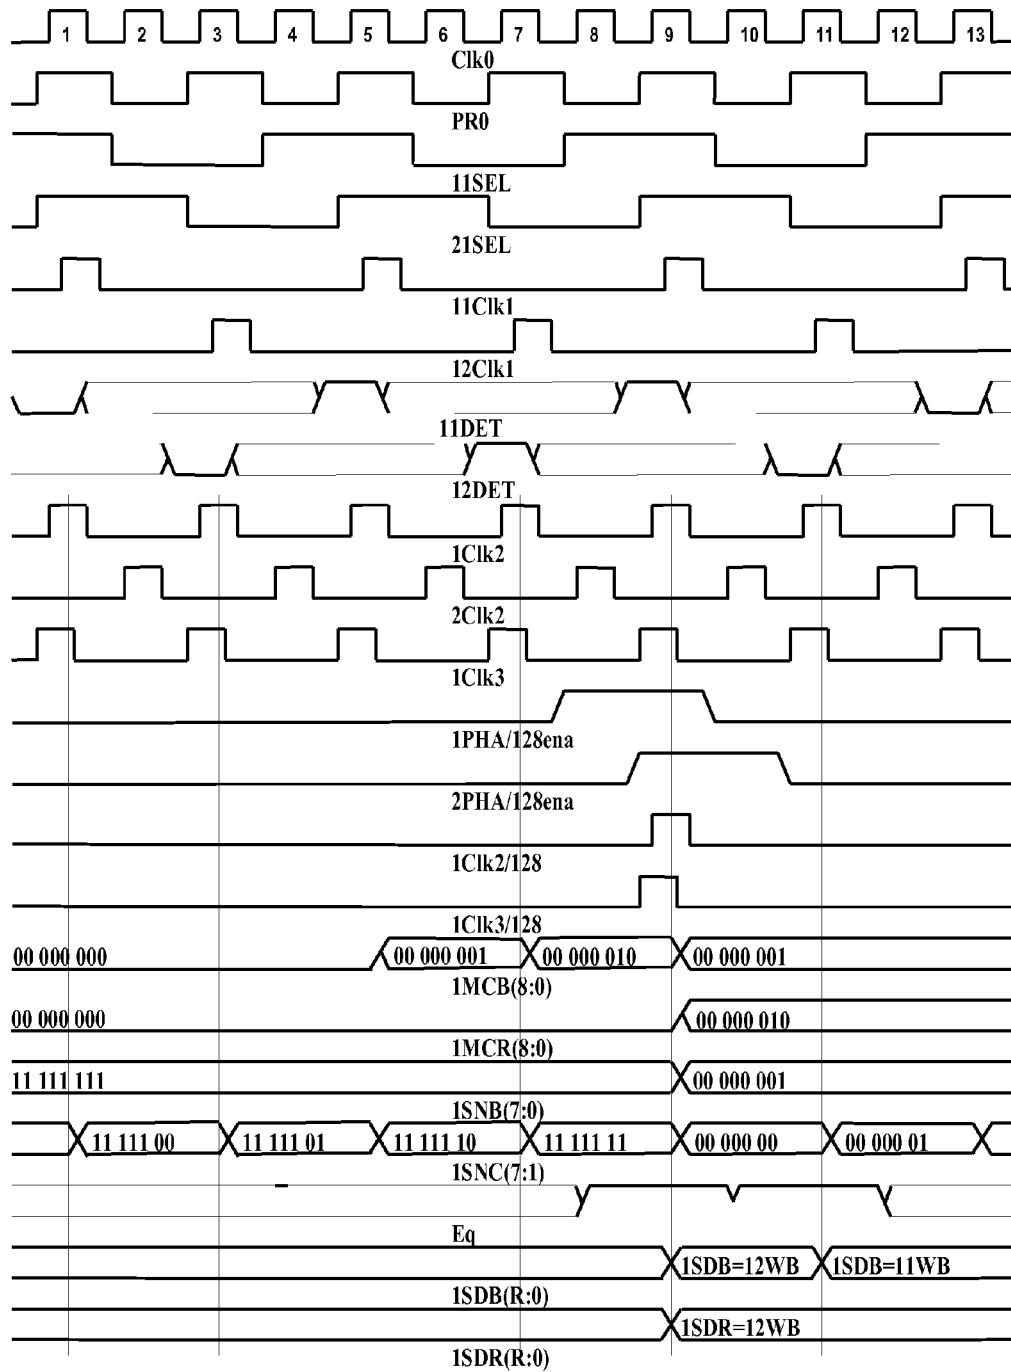 1 2 3 4 5 6 7 8 9 10 11 12 13
Clk0
PR0
11SEL
21SEL
11Clk1
12Clk1
11DET
12DET
1Clk2
2Clk2
1Clk3
1PHA/128ena
2PHA/128ena
1Clk2/128
1Clk3/128
00 000 000 00 000 001 00 000 010 00 000 001
1MCB(8:0)
00 000 000 00 000 010
1MCR(8:0)
11 111 111 00 000 001
1SNB(7:0)
11 111 00 11 111 01 11 111 10 11 111 11 00 000 00 00 000 01
1SNC(7:1)
Eq
1SDB=12WB 1SDB=11WB
1SDB(R:0)
1SDR=12WB
1SDR(R:0)